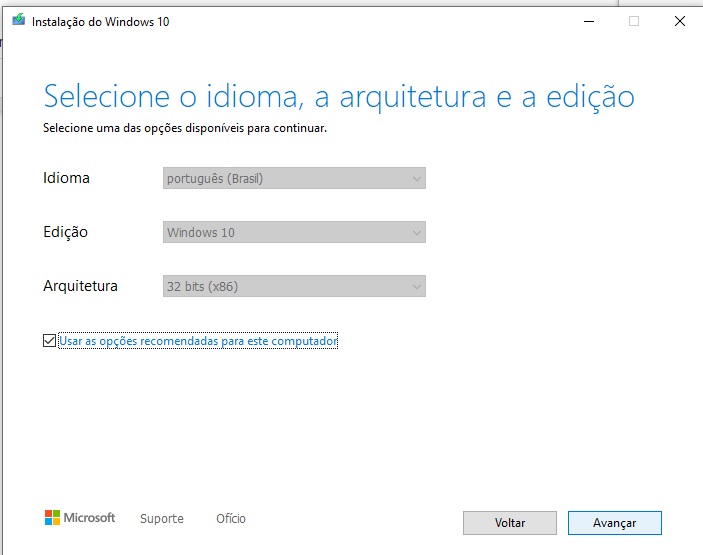 Instalação do Windows 10
Selecione o idioma, a arquitetura e a edição
Selecione uma das opções disponíveis para continuar.
Idioma português (Brasil)
Edição Windows 10
Arquitetura 32 bits (x86)
Usar as opções recomendadas para este computador
Microsoft Suporte Ofício Voltar Avançar